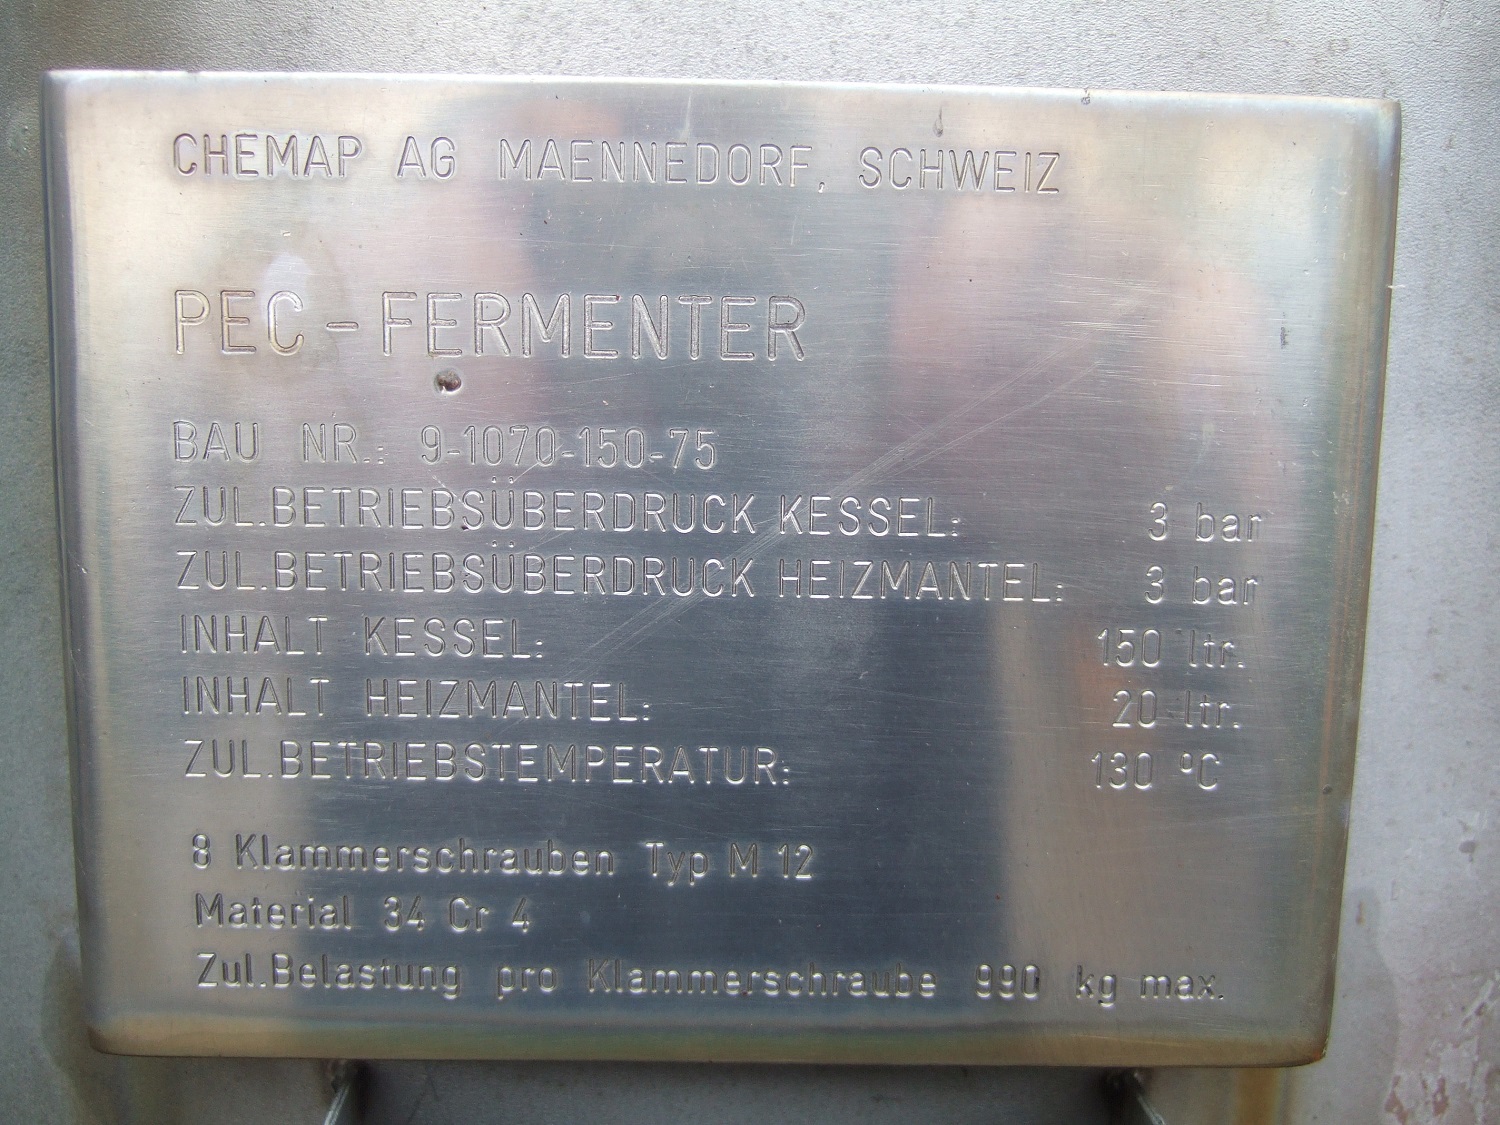 CHEMAP AG MAENNEDORF, SCHWEIZ
PEC-FERMENTER
BAU NR.: 9-1070-150-75
ZUL.BETRIEBSÜBERDRUCK KESSEL: 3 bar
ZUL.BETRIEBSÜBERDRUCK HEIZMANTEL: 3 bar
INHALT KESSEL: 150 ltr.
INHALT HEIZMANTEL: 20 ltr.
ZUL.BETRIEBSTEMPERATUR: 130 °C
8 Klammerschrauben Typ M 12
Material 34 Cr 4
Zul.Belastung pro Klammerschraube 990 kg max.